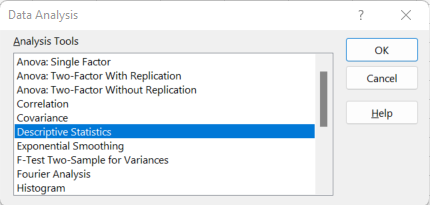 Data Analysis
?
Analysis Tools
Anova: Single Factor
Anova: Two-Factor With Replication
Anova: Two-Factor Without Replication
Correlation
Covariance
Descriptive Statistics
Exponential Smoothing
F-Test Two-Sample for Variances
Fourier Analysis
Histogram
OK
Cancel
Help